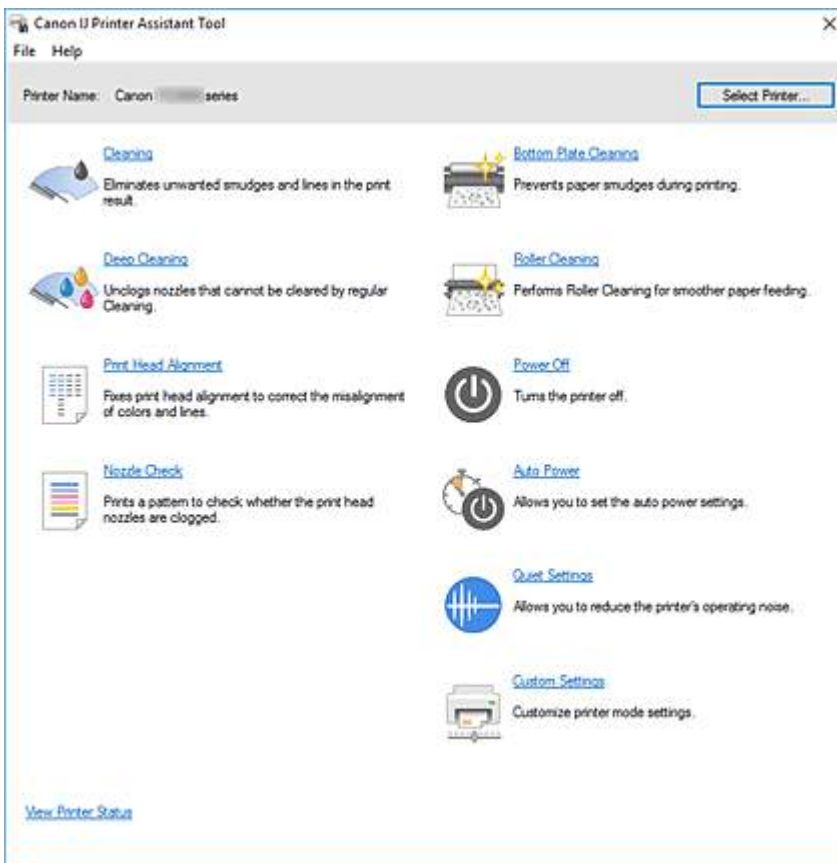 Canon IJ Printer Assistant Tool
File Help
Printer Name: Canon series
Select Printer...
Cleaning
Eliminates unwanted smudges and lines in the print
result.
Deep Cleaning
Unclogs nozzles that cannot be cleared by regular
Cleaning.
Print Head Alignment
Fixes print head alignment to correct the misalignment
of colors and lines.
Nozzle Check
Prints a pattern to check whether the print head
nozzles are clogged.
Bottom Plate Cleaning
Prevents paper smudges during printing.
Roller Cleaning
Performs Roller Cleaning for smoother paper feeding.
Power Off
Turns the printer off.
Auto Power
Allows you to set the auto power settings.
Quiet Settings
Allows you to reduce the printer's operating noise.
Custom Settings
Customize printer mode settings.
View Printer Status